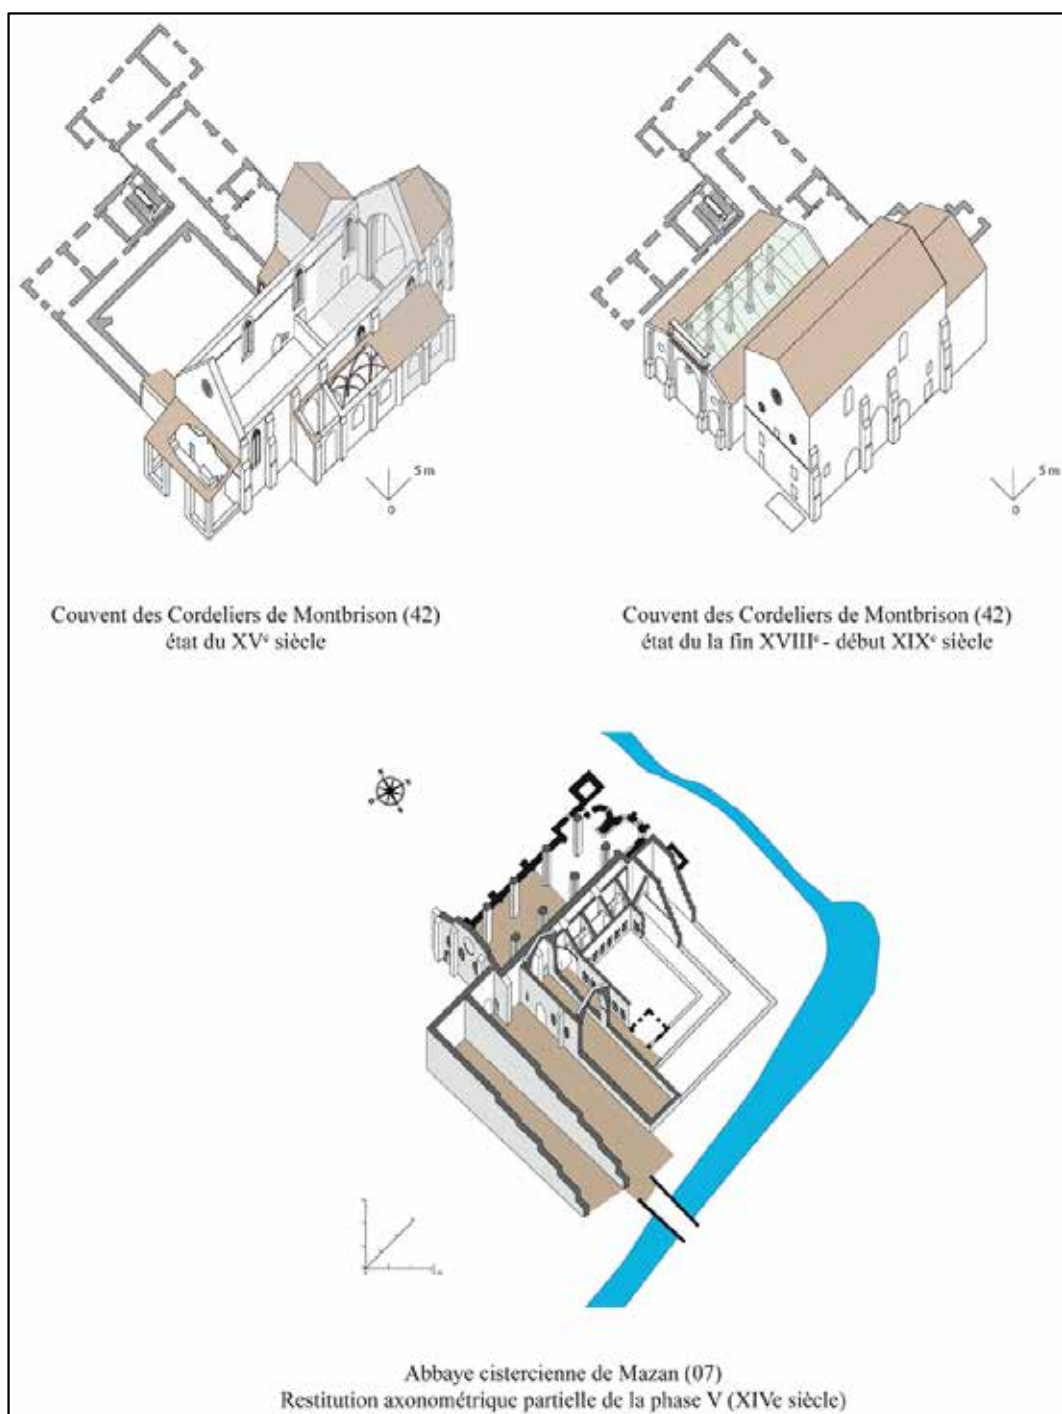 5 m
0
5 m
0
Couvent des Cordeliers de Montbrison (42)
état du XVe siècle
Couvent des Cordeliers de Montbrison (42)
état du la fin XVIIIe - début XIXe siècle
Abbaye cistercienne de Mazan (07)
Restitution axonométrique partielle de la phase V (XIVe siècle)